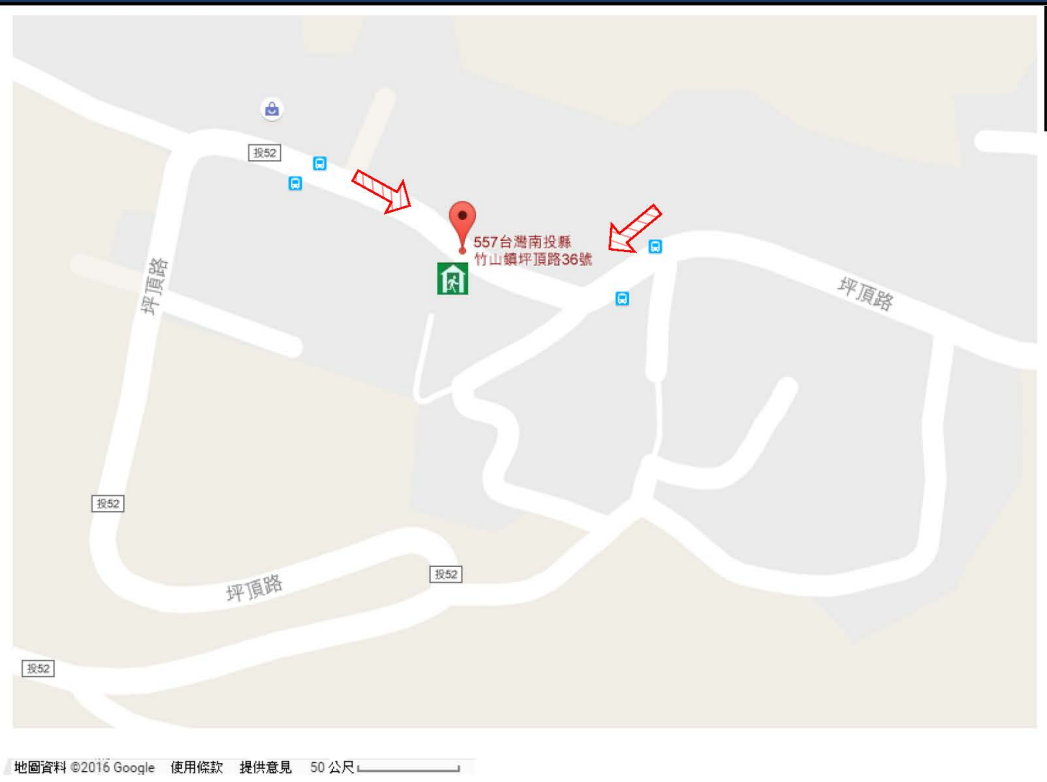 投52
557台灣南投縣
竹山鎮坪頂路36號
坪頂路
坪頂路
投52
投52
坪頂路
投52
地圖資料 ©2016 Google 使用條款 提供意見 50 公尺